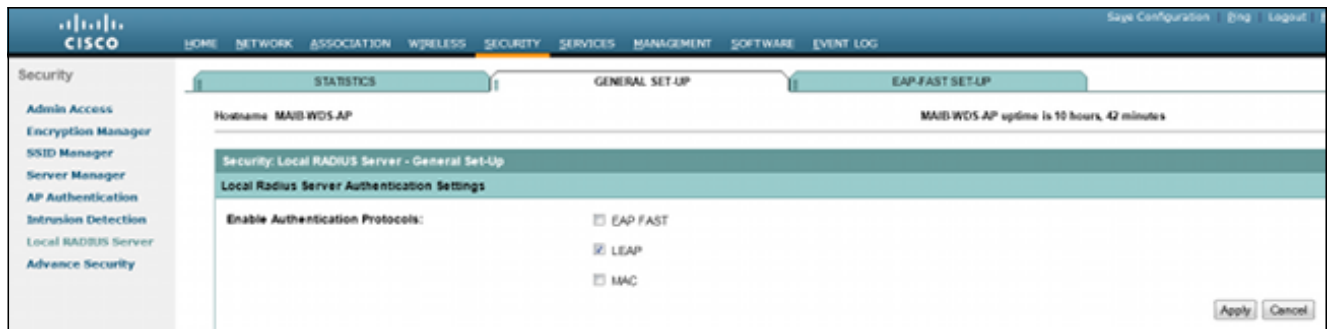 Save Configuration Ping Logout
CISCO
HOME NETWORK ASSOCIATION WIRELESS SECURITY SERVICES MANAGEMENT SOFTWARE EVENT LOG
Security
STATISTICS GENERAL SET-UP EAP-FAST SET-UP
Admin Access
Encryption Manager
SSID Manager
Server Manager
AP Authentication
Intrusion Detection
Local RADIUS Server
Advance Security
Hostname MAIB-WDS-AP
MAIB-WDS-AP uptime is 10 hours, 42 minutes
Security: Local RADIUS Server - General Set-Up
Local Radius Server Authentication Settings
Enable Authentication Protocols:
EAP FAST
LEAP
MAC
Apply Cancel